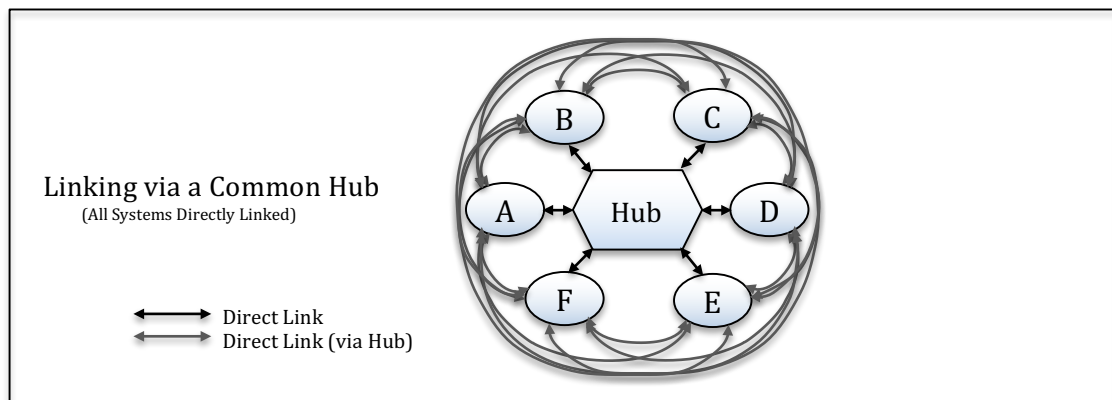 B
C
Linking via a Common Hub
(All Systems Directly Linked)
A
Hub
D
F
E
Direct Link
Direct Link (via Hub)